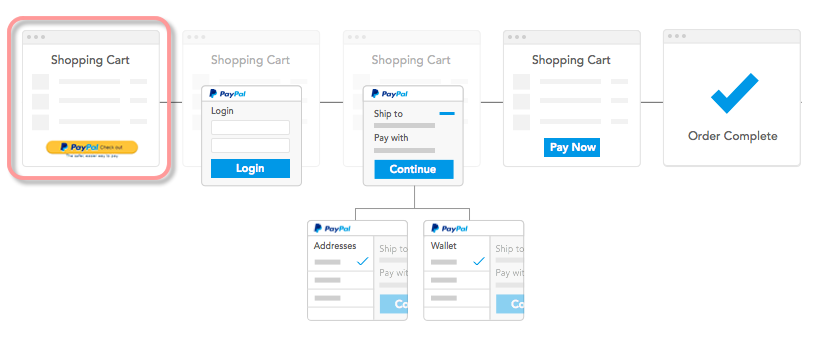 Shopping Cart
PayPal Check out
The safer, easier way to pay.
Shopping Cart
PayPal
Login
Login
Shopping Cart
PayPal
Ship to
Pay with
Continue
Shopping Cart
Pay Now
Order Complete
PayPal
Addresses
Ship to
Pay with
Co
PayPal
Wallet
Ship to
Pay with
Co